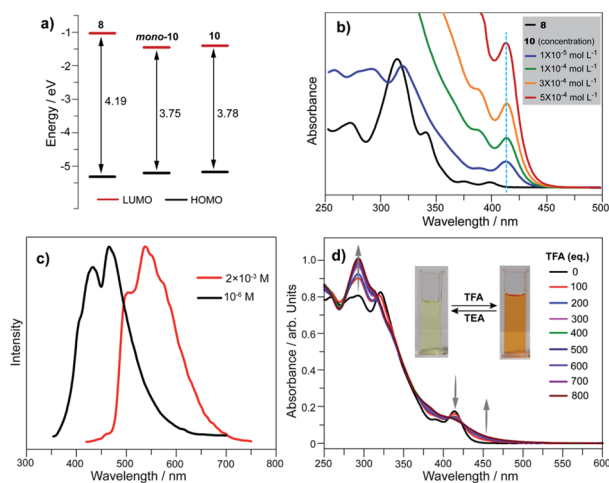 a)
8
mono-10
10
Energy / eV
-1
-2
-3
-4
-5
4.19
3.75
3.78
LUMO
HOMO
b)
8
10 (concentration)
1X10-5 mol L-1
1X10-4 mol L-1
3X10-4 mol L-1
5X10-4 mol L-1
Absorbance
250 300 350 400 450 500
Wavelength / nm
c)
2×10-3 M
10-6 M
Intensity
300 400 500 600 700 800
Wavelength / nm
d)
TFA
TEA
TFA (eq.)
0
100
200
300
400
500
600
700
800
Absorbance / arb. Units
1.0
0.8
0.6
0.4
0.2
0
250 300 350 400 450 500 550 600
Wavelength / nm